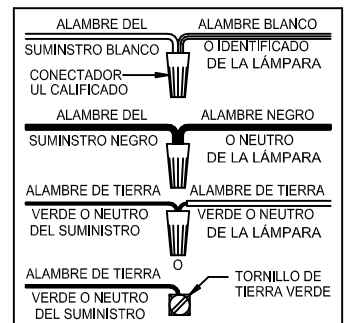 ALAMBRE DEL
SUMINSTRO BLANCO
ALAMBRE BLANCO
O IDENTIFICADO
DE LA LÁMPARA
CONECTADOR
UL CALIFICADO
ALAMBRE DEL
SUMINSTRO NEGRO
ALAMBRE NEGRO
O NEUTRO
DE LA LÁMPARA
ALAMBRE DE TIERRA
VERDE O NEUTRO
DEL SUMINISTRO
ALAMBRE DE TIERRA
VERDE O NEUTRO
DE LA LÁMPARA
O
ALAMBRE DE TIERRA
VERDE O NEUTRO
DEL SUMINISTRO
TORNILLO DE
TIERRA VERDE